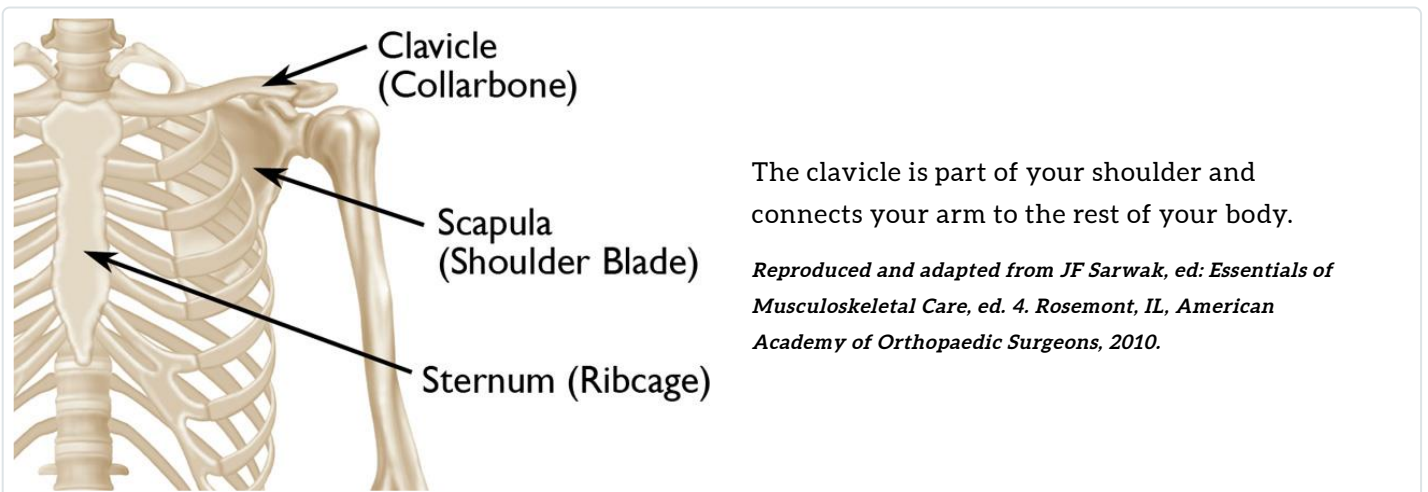 Clavicle
(Collarbone)
Scapula
(Shoulder Blade)
Sternum (Ribcage)
The clavicle is part of your shoulder and
connects your arm to the rest of your body.
Reproduced and adapted from JF Sarwak, ed: Essentials of
Musculoskeletal Care, ed. 4. Rosemont, IL, American
Academy of Orthopaedic Surgeons, 2010.